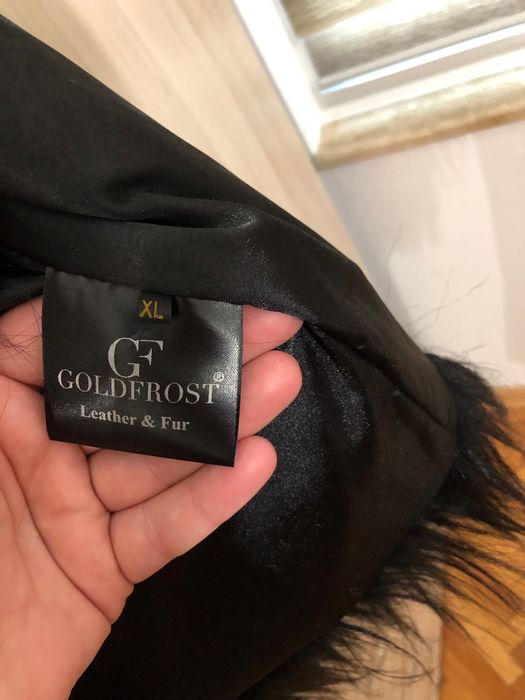 XL
GF
GOLDFROST®
Leather & Fur